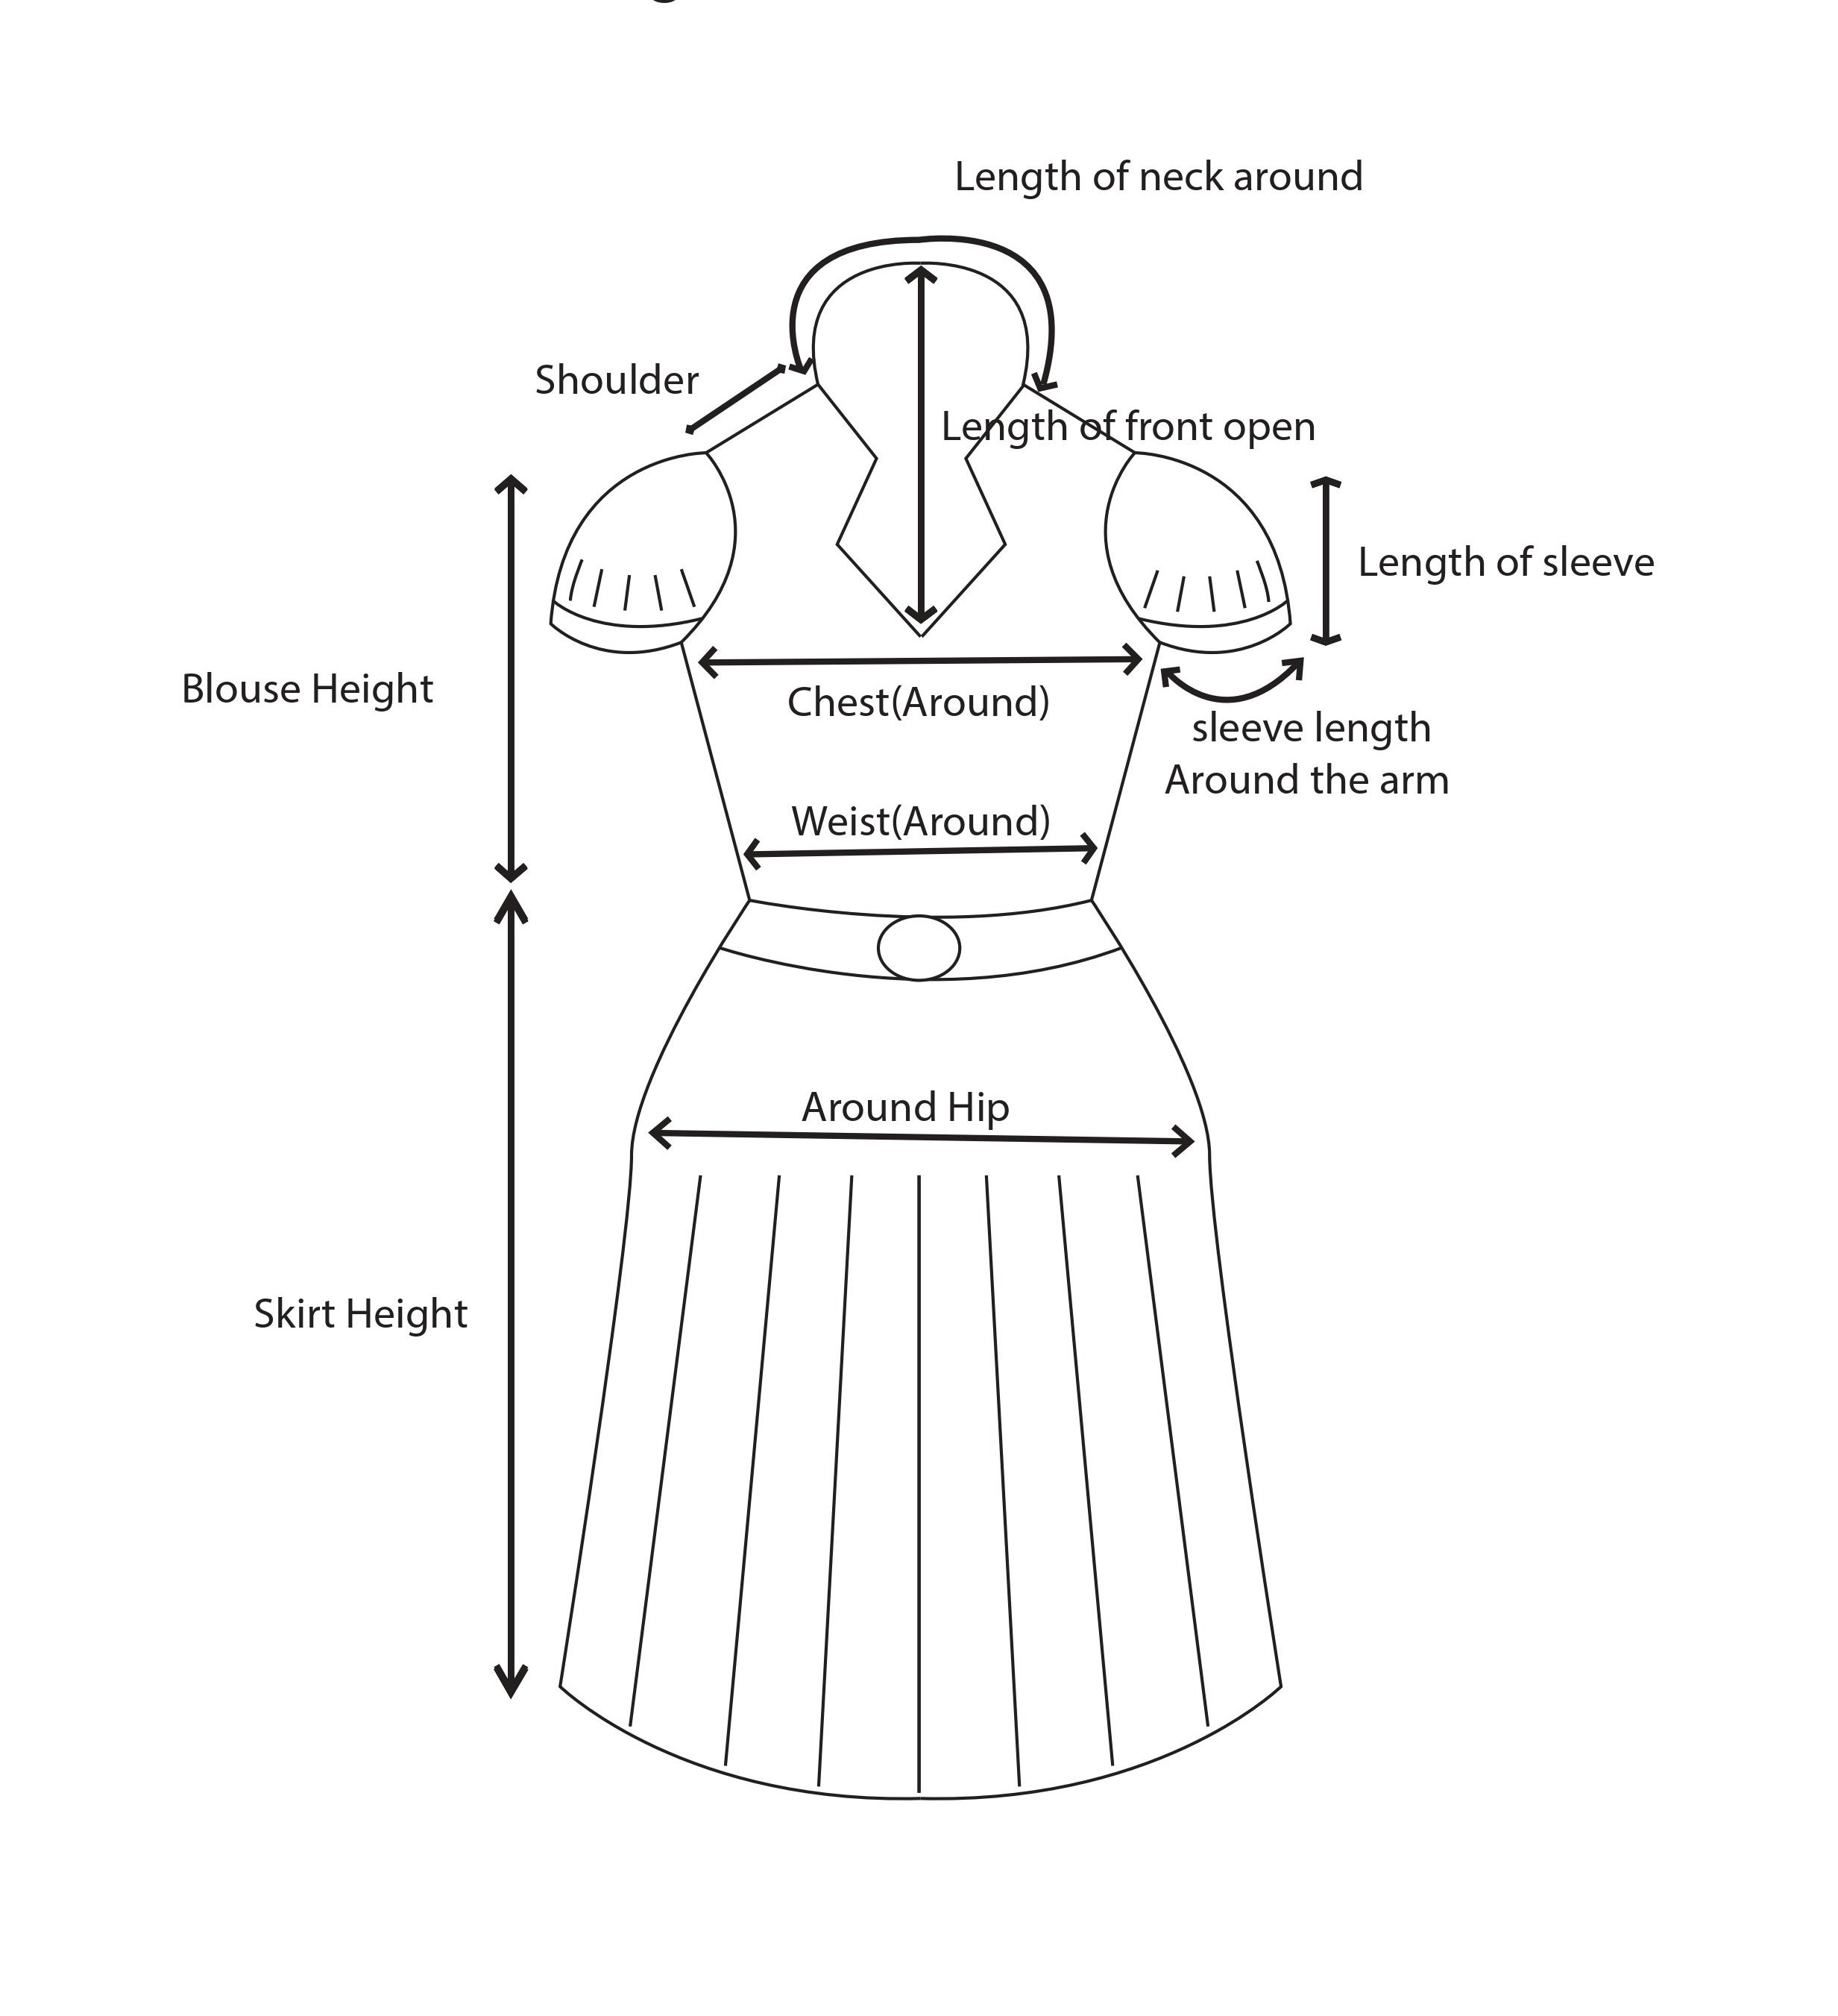 Length of neck around
Shoulder
Length of front open
Length of sleeve
Blouse Height
Chest(Around)
sleeve length
Around the arm
Weist(Around)
Around Hip
Skirt Height